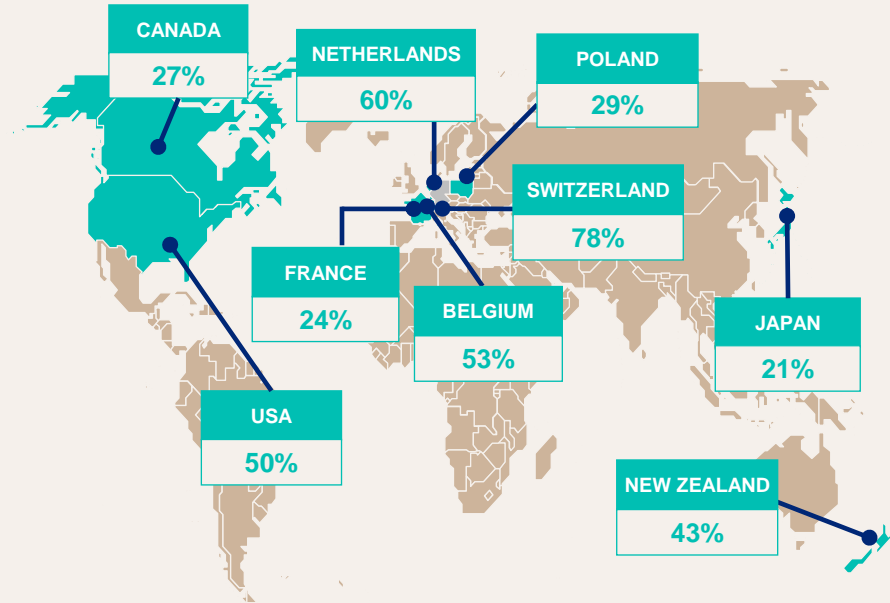 CANADA
27%
NETHERLANDS
60%
POLAND
29%
SWITZERLAND
78%
FRANCE
24%
BELGIUM
53%
JAPAN
21%
USA
50%
NEW ZEALAND
43%